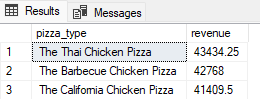 Results Messages
pizza_type revenue
1 The Thai Chicken Pizza 43434.25
2 The Barbecue Chicken Pizza 42768
3 The California Chicken Pizza 41409.5